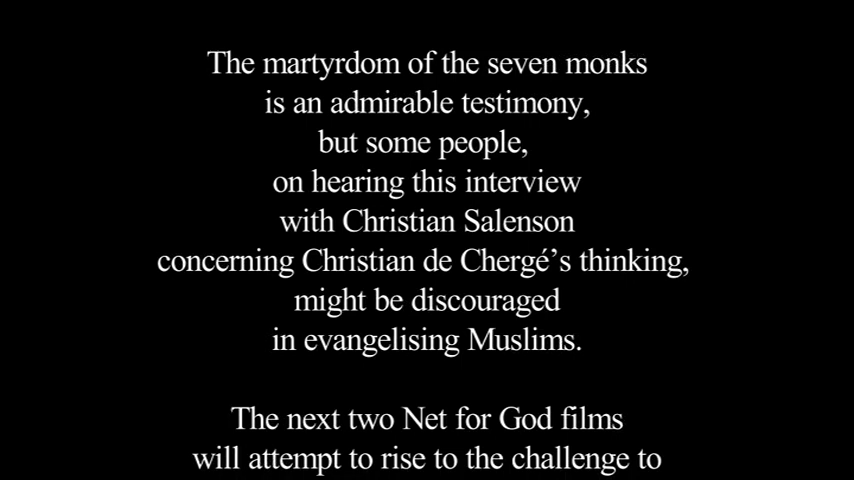 The martyrdom of the seven monks
is an admirable testimony,
but some people,
on hearing this interview
with Christian Salenson
concerning Christian de Chergé’s thinking,
might be discouraged
in evangelising Muslims.
The next two Net for God films
will attempt to rise to the challenge to